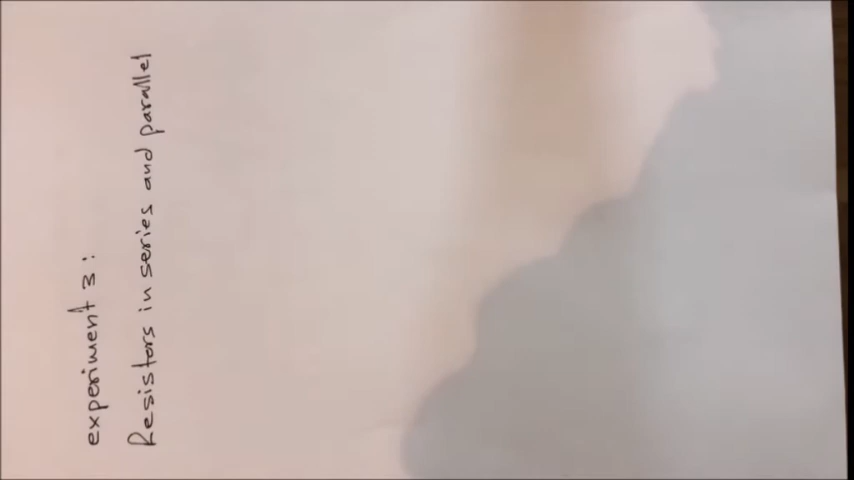 experiment 3:
Resistors in series and parallel